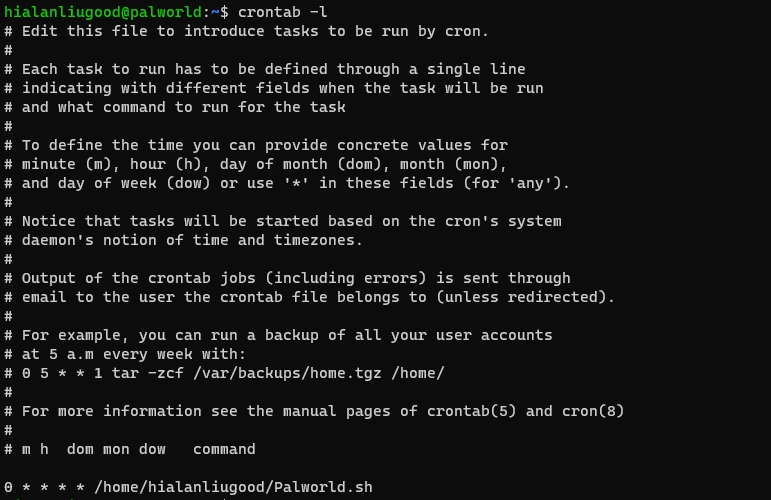 hialanliugood@palworld:~$ crontab -l
# Edit this file to introduce tasks to be run by cron.
#
# Each task to run has to be defined through a single line
# indicating with different fields when the task will be run
# and what command to run for the task
#
# To define the time you can provide concrete values for
# minute (m), hour (h), day of month (dom), month (mon),
# and day of week (dow) or use '*' in these fields (for 'any').
#
# Notice that tasks will be started based on the cron's system
# daemon's notion of time and timezones.
#
# Output of the crontab jobs (including errors) is sent through
# email to the user the crontab file belongs to (unless redirected).
#
# For example, you can run a backup of all your user accounts
# at 5 a.m every week with:
# 0 5 * * 1 tar -zcf /var/backups/home.tgz /home/
#
# For more information see the manual pages of crontab(5) and cron(8)
#
# m h  dom mon dow   command

0 * * * * /home/hialanliugood/Palworld.sh